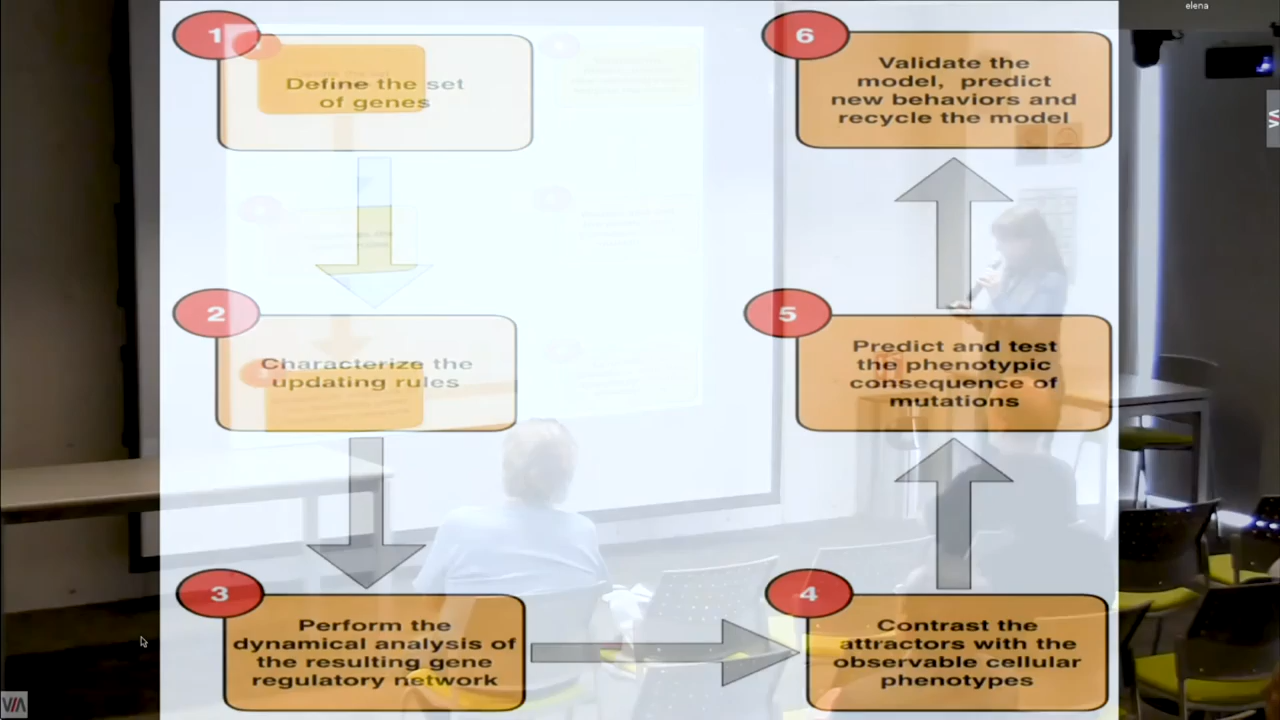 elena
1
Define the set
of genes
2
Characterize the
updating rules
3
Perform the
dynamical analysis of
the resulting gene
regulatory network
4
Contrast the
attractors with the
observable cellular
phenotypes
5
Predict and test
the phenotypic
consequence of
mutations
6
Validate the
model, predict
new behaviors and
recycle the model
VIA